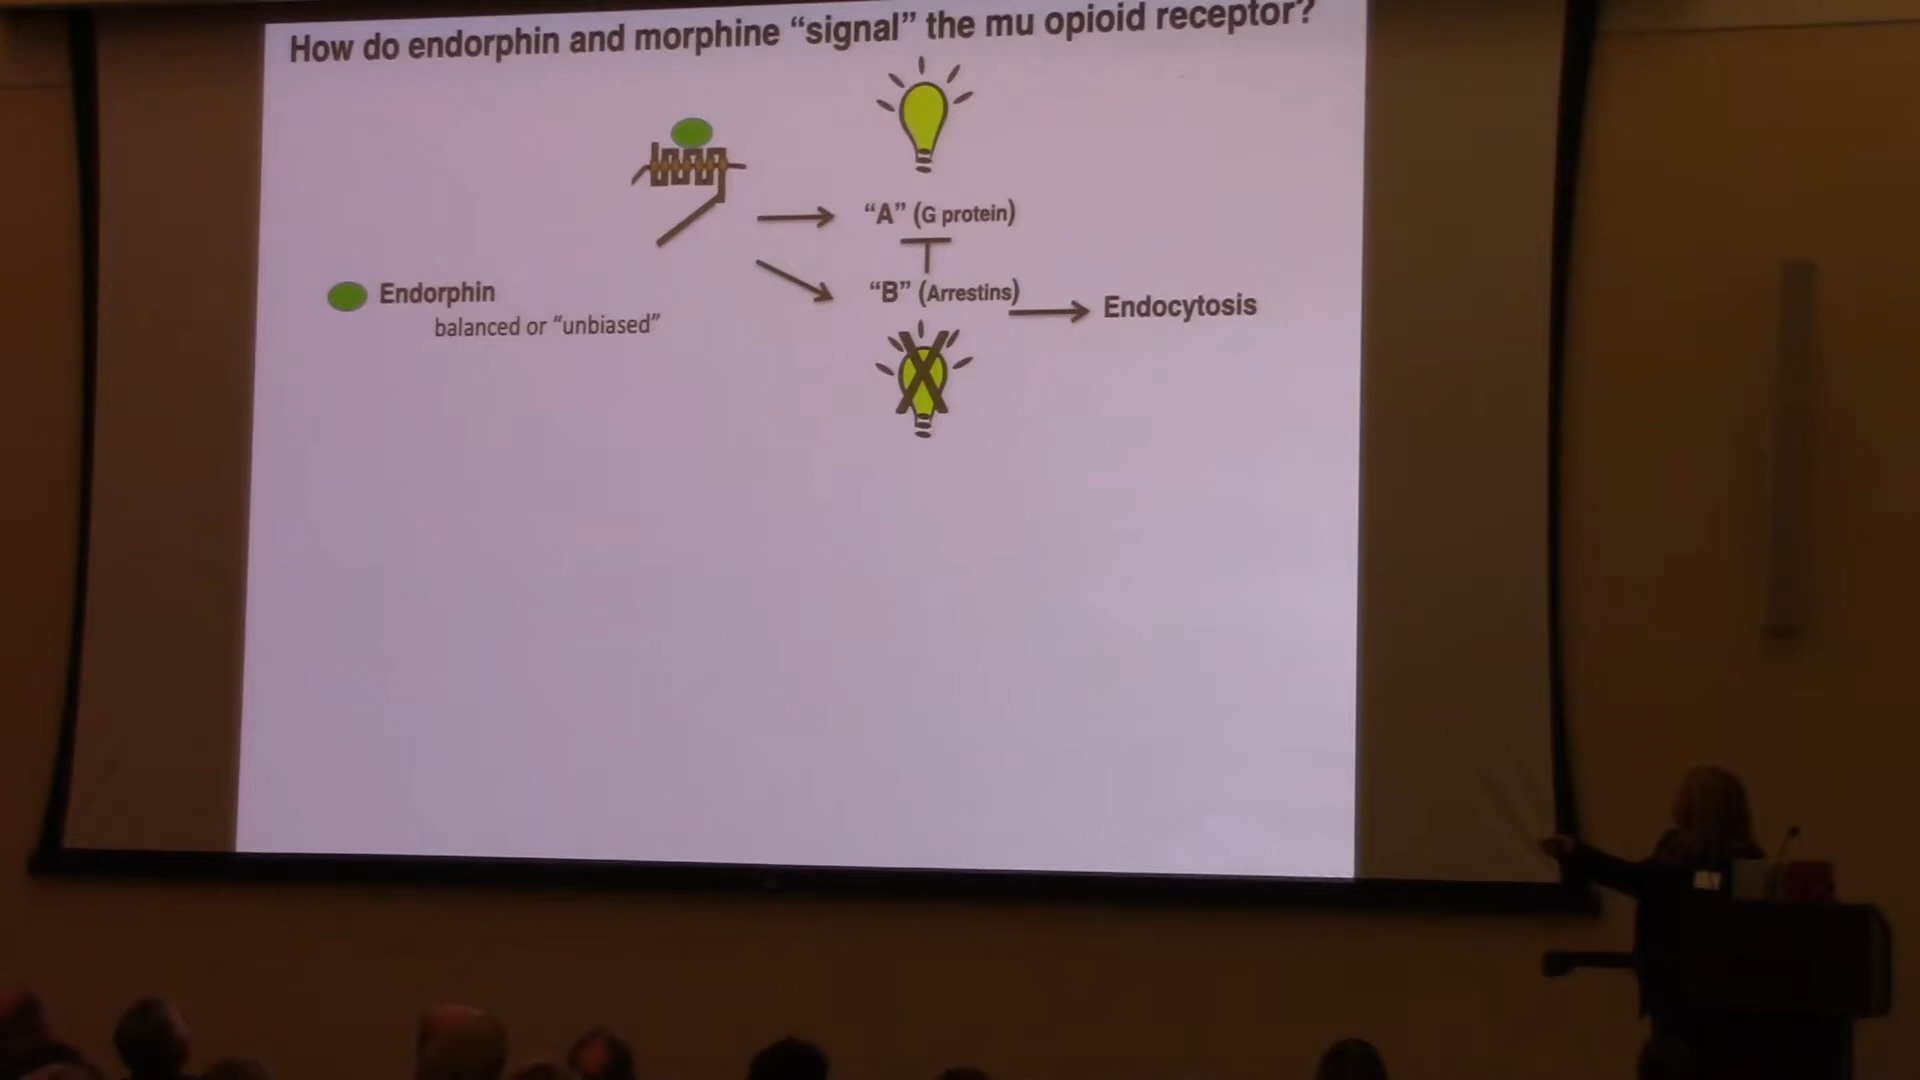 How do endorphin and morphine “signal” the mu opioid receptor?
“A” (G protein)
“B” (Arrestins)
Endocytosis
Endorphin
balanced or “unbiased”